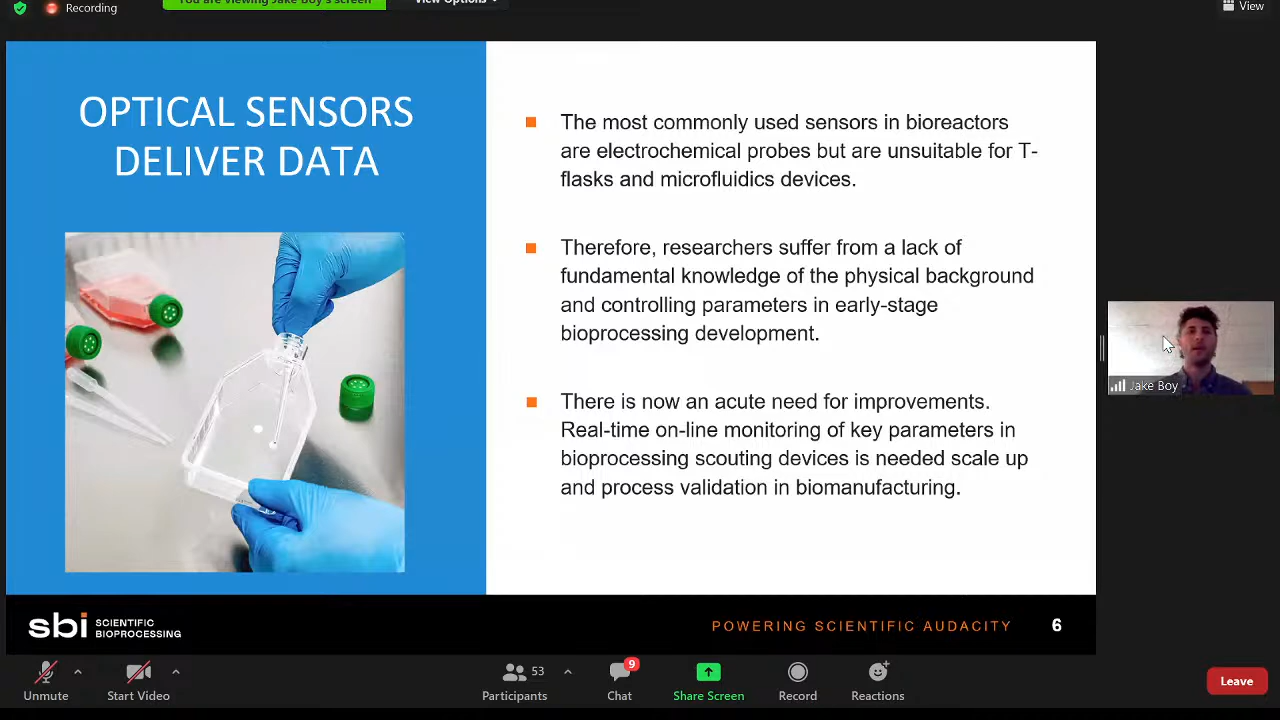 Recording
You are viewing Jake Boy's screen
View Options
View
OPTICAL SENSORS
DELIVER DATA
The most commonly used sensors in bioreactors
are electrochemical probes but are unsuitable for T-
flasks and microfluidics devices.
Therefore, researchers suffer from a lack of
fundamental knowledge of the physical background
and controlling parameters in early-stage
bioprocessing development.
There is now an acute need for improvements.
Real-time on-line monitoring of key parameters in
bioprocessing scouting devices is needed scale up
and process validation in biomanufacturing.
Jake Boy
sbi SCIENTIFIC
BIOPROCESSING
POWERING SCIENTIFIC AUDACITY 6
Unmute
Start Video
53
Participants
9
Chat
Share Screen
Record
Reactions
Leave